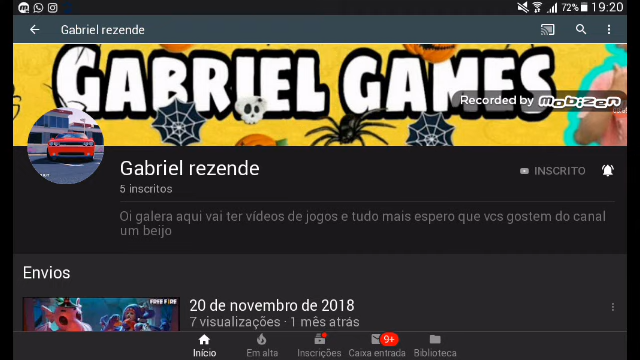 72% 19:20
Gabriel rezende
GABRIEL GAMES
Recorded by mobizen
Gabriel rezende
INSCRITO
5 inscritos
Oi galera aqui vai ter vídeos de jogos e tudo mais espero que vcs gostem do canal
um beijo
Envios
FREE FIRE
20 de novembro de 2018
7 visualizações · 1 mês atrás
9+
Início Em alta Inscrições Caixa entrada Biblioteca